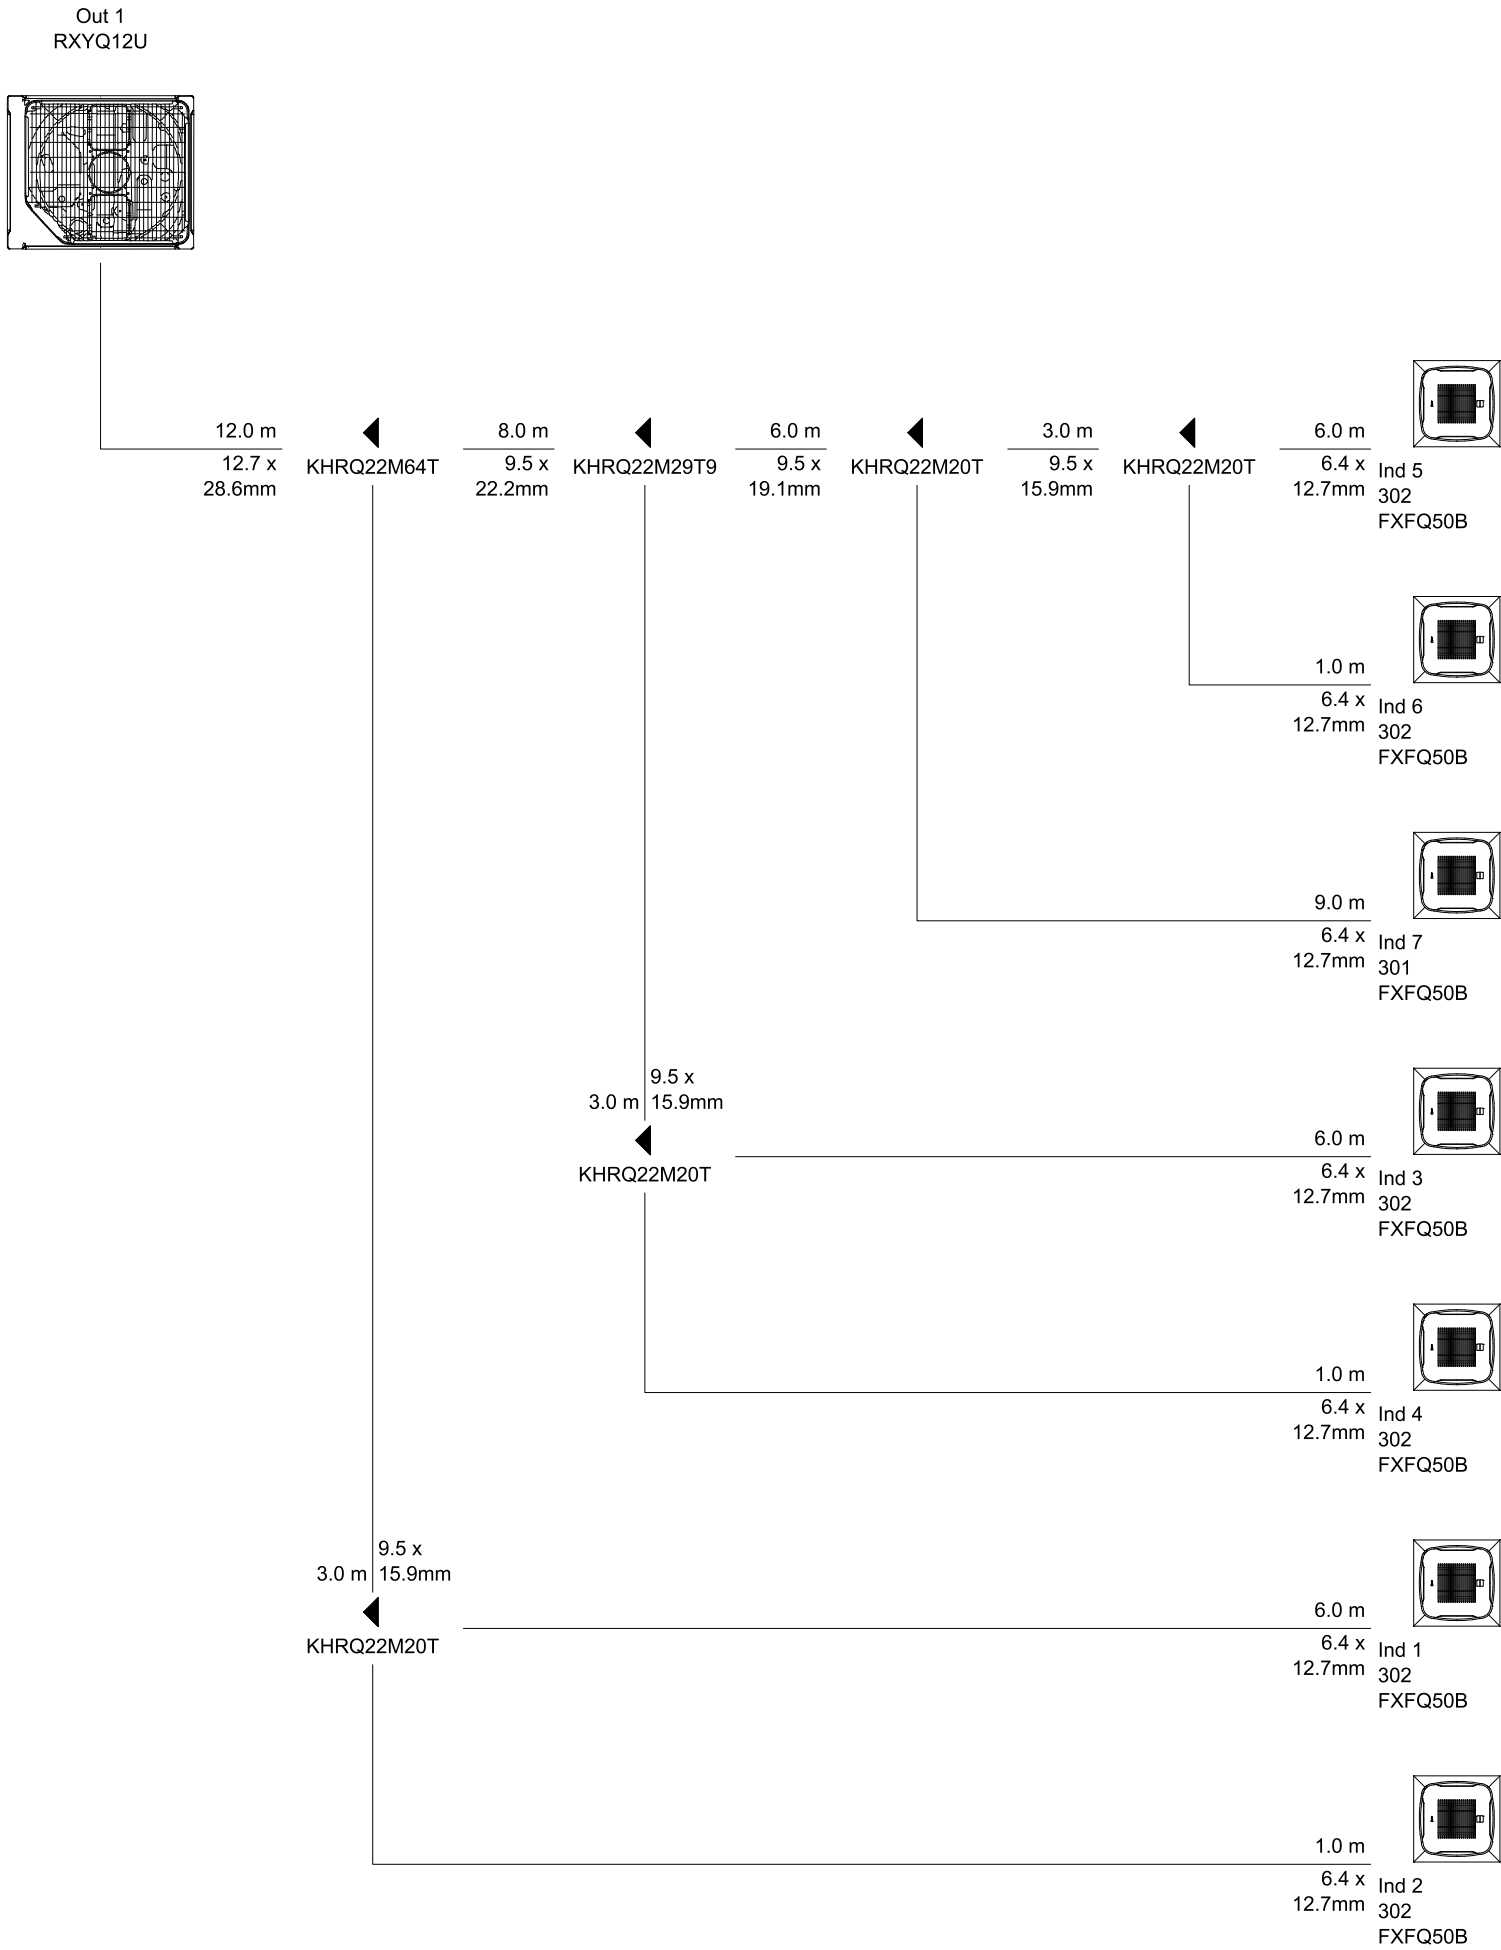 Out 1
RXYQ12U
12.0 m
12.7 x
28.6mm
KHRQ22M64T
8.0 m
9.5 x
22.2mm
KHRQ22M29T9
6.0 m
9.5 x
19.1mm
KHRQ22M20T
3.0 m
9.5 x
15.9mm
KHRQ22M20T
6.0 m
6.4 x
12.7mm
Ind 5
302
FXFQ50B
1.0 m
6.4 x
12.7mm
Ind 6
302
FXFQ50B
9.0 m
6.4 x
12.7mm
Ind 7
301
FXFQ50B
9.5 x
3.0 m 15.9mm
KHRQ22M20T
6.0 m
6.4 x
12.7mm
Ind 3
302
FXFQ50B
1.0 m
6.4 x
12.7mm
Ind 4
302
FXFQ50B
9.5 x
3.0 m 15.9mm
KHRQ22M20T
6.0 m
6.4 x
12.7mm
Ind 1
302
FXFQ50B
1.0 m
6.4 x
12.7mm
Ind 2
302
FXFQ50B